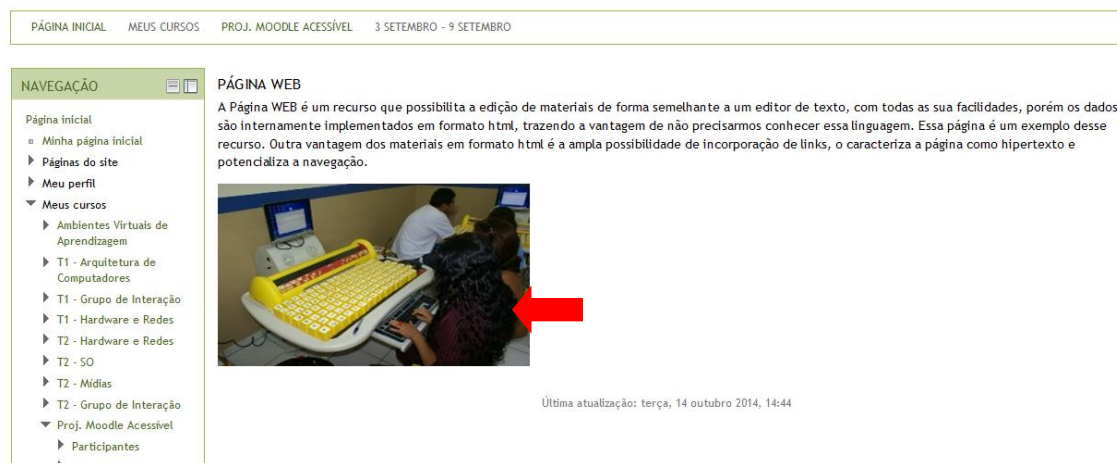 PÁGINA INICIAL MEUS CURSOS PROJ. MOODLE ACESSÍVEL 3 SETEMBRO - 9 SETEMBRO
NAVEGAÇÃO
Página inicial
Minha página inicial
Páginas do site
Meu perfil
Meus cursos
Ambientes Virtuais de
Aprendizagem
T1 - Arquitetura de
Computadores
T1 - Grupo de Interação
T1 - Hardware e Redes
T2 - Hardware e Redes
T2 - SO
T2 - Mídias
T2 - Grupo de Interação
Proj. Moodle Acessível
Participantes
PÁGINA WEB
A Página WEB é um recurso que possibilita a edição de materiais de forma semelhante a um editor de texto, com todas as sua facilidades, porém os dados
são internamente implementados em formato html, trazendo a vantagem de não precisarmos conhecer essa linguagem. Essa página é um exemplo desse
recurso. Outra vantagem dos materiais em formato html é a ampla possibilidade de incorporação de links, o caracteriza a página como hipertexto e
potencializa a navegação.
Última atualização: terça, 14 outubro 2014, 14:44